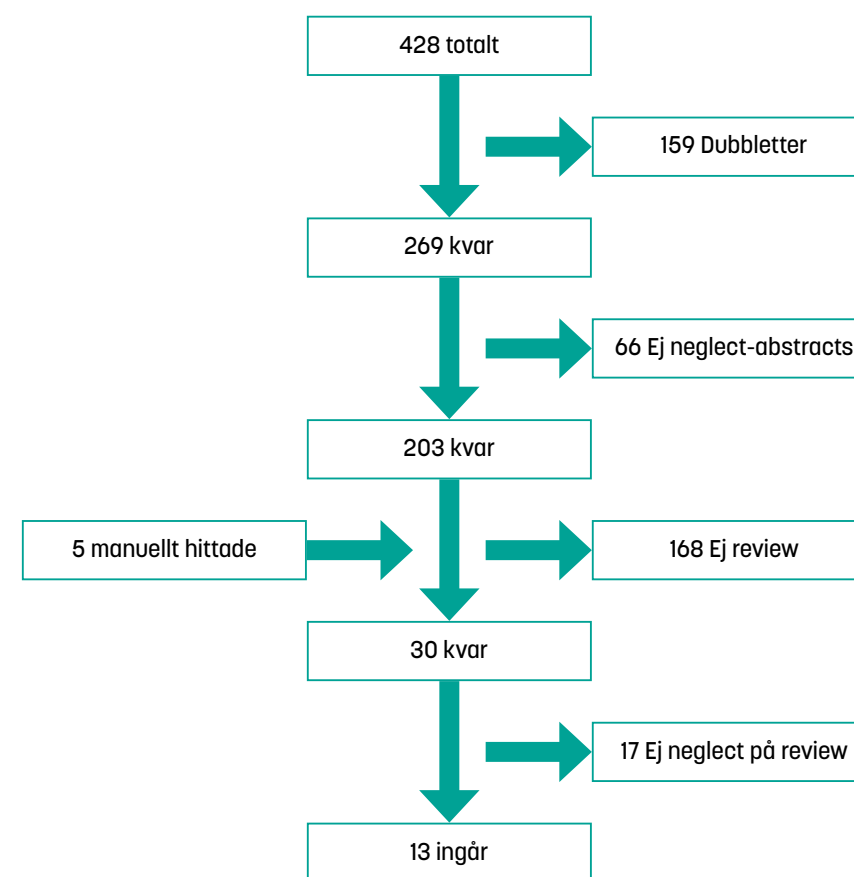 428 totalt
159 Dubbletter
269 kvar
66 Ej neglect-abstracts
203 kvar
5 manuellt hittade
168 Ej review
30 kvar
17 Ej neglect på review
13 ingår